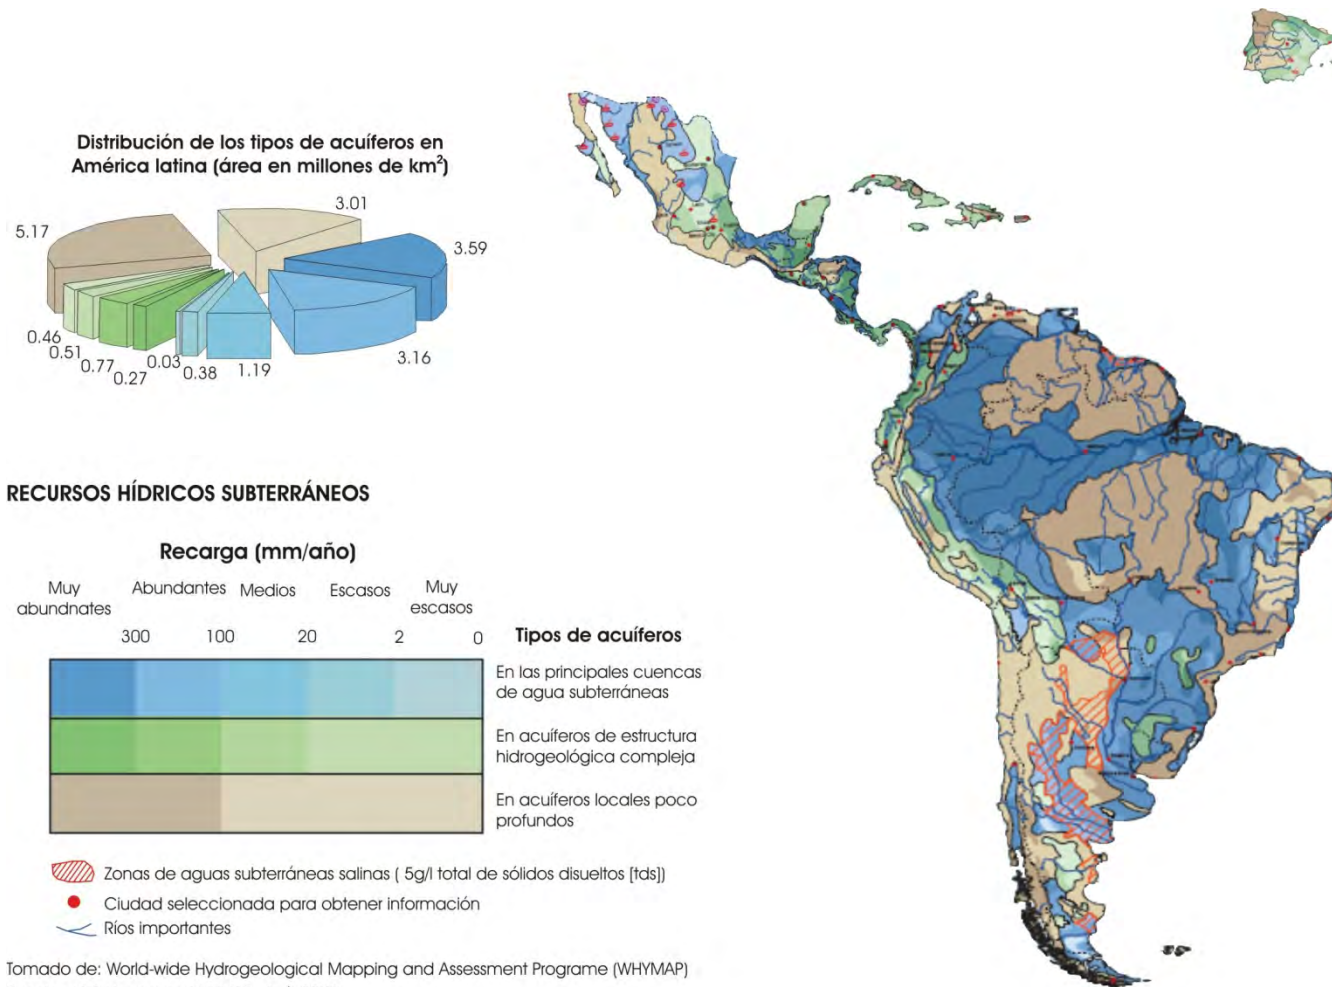 Distribución de los tipos de acuíferos en
América latina (área en millones de km²)
5.17
3.01
3.59
3.16
1.19
0.38
0.03
0.27
0.77
0.51
0.46
RECURSOS HÍDRICOS SUBTERRÁNEOS
Recarga (mm/año)
Muy
abundnates
Abundantes
Medios
Escasos
Muy
escasos
300
100
20
2
0
Tipos de acuíferos
En las principales cuencas
de agua subterráneas
En acuíferos de estructura
hidrogeológica compleja
En acuíferos locales poco
profundos
Zonas de aguas subterráneas salinas ( 5g/l total de sólidos disueltos [tds])
Ciudad seleccionada para obtener información
Ríos importantes
Tomado de: World-wide Hydrogeological Mapping and Assessment Programe (WHYMAP)